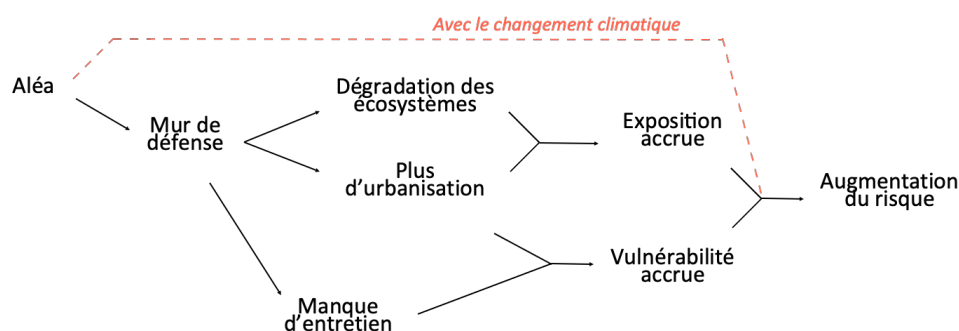 Avec le changement climatique
Aléa
Mur de
défense
Dégradation des
écosystèmes
Plus
d’urbanisation
Manque
d’entretien
Exposition
accrue
Vulnérabilité
accrue
Augmentation
du risque